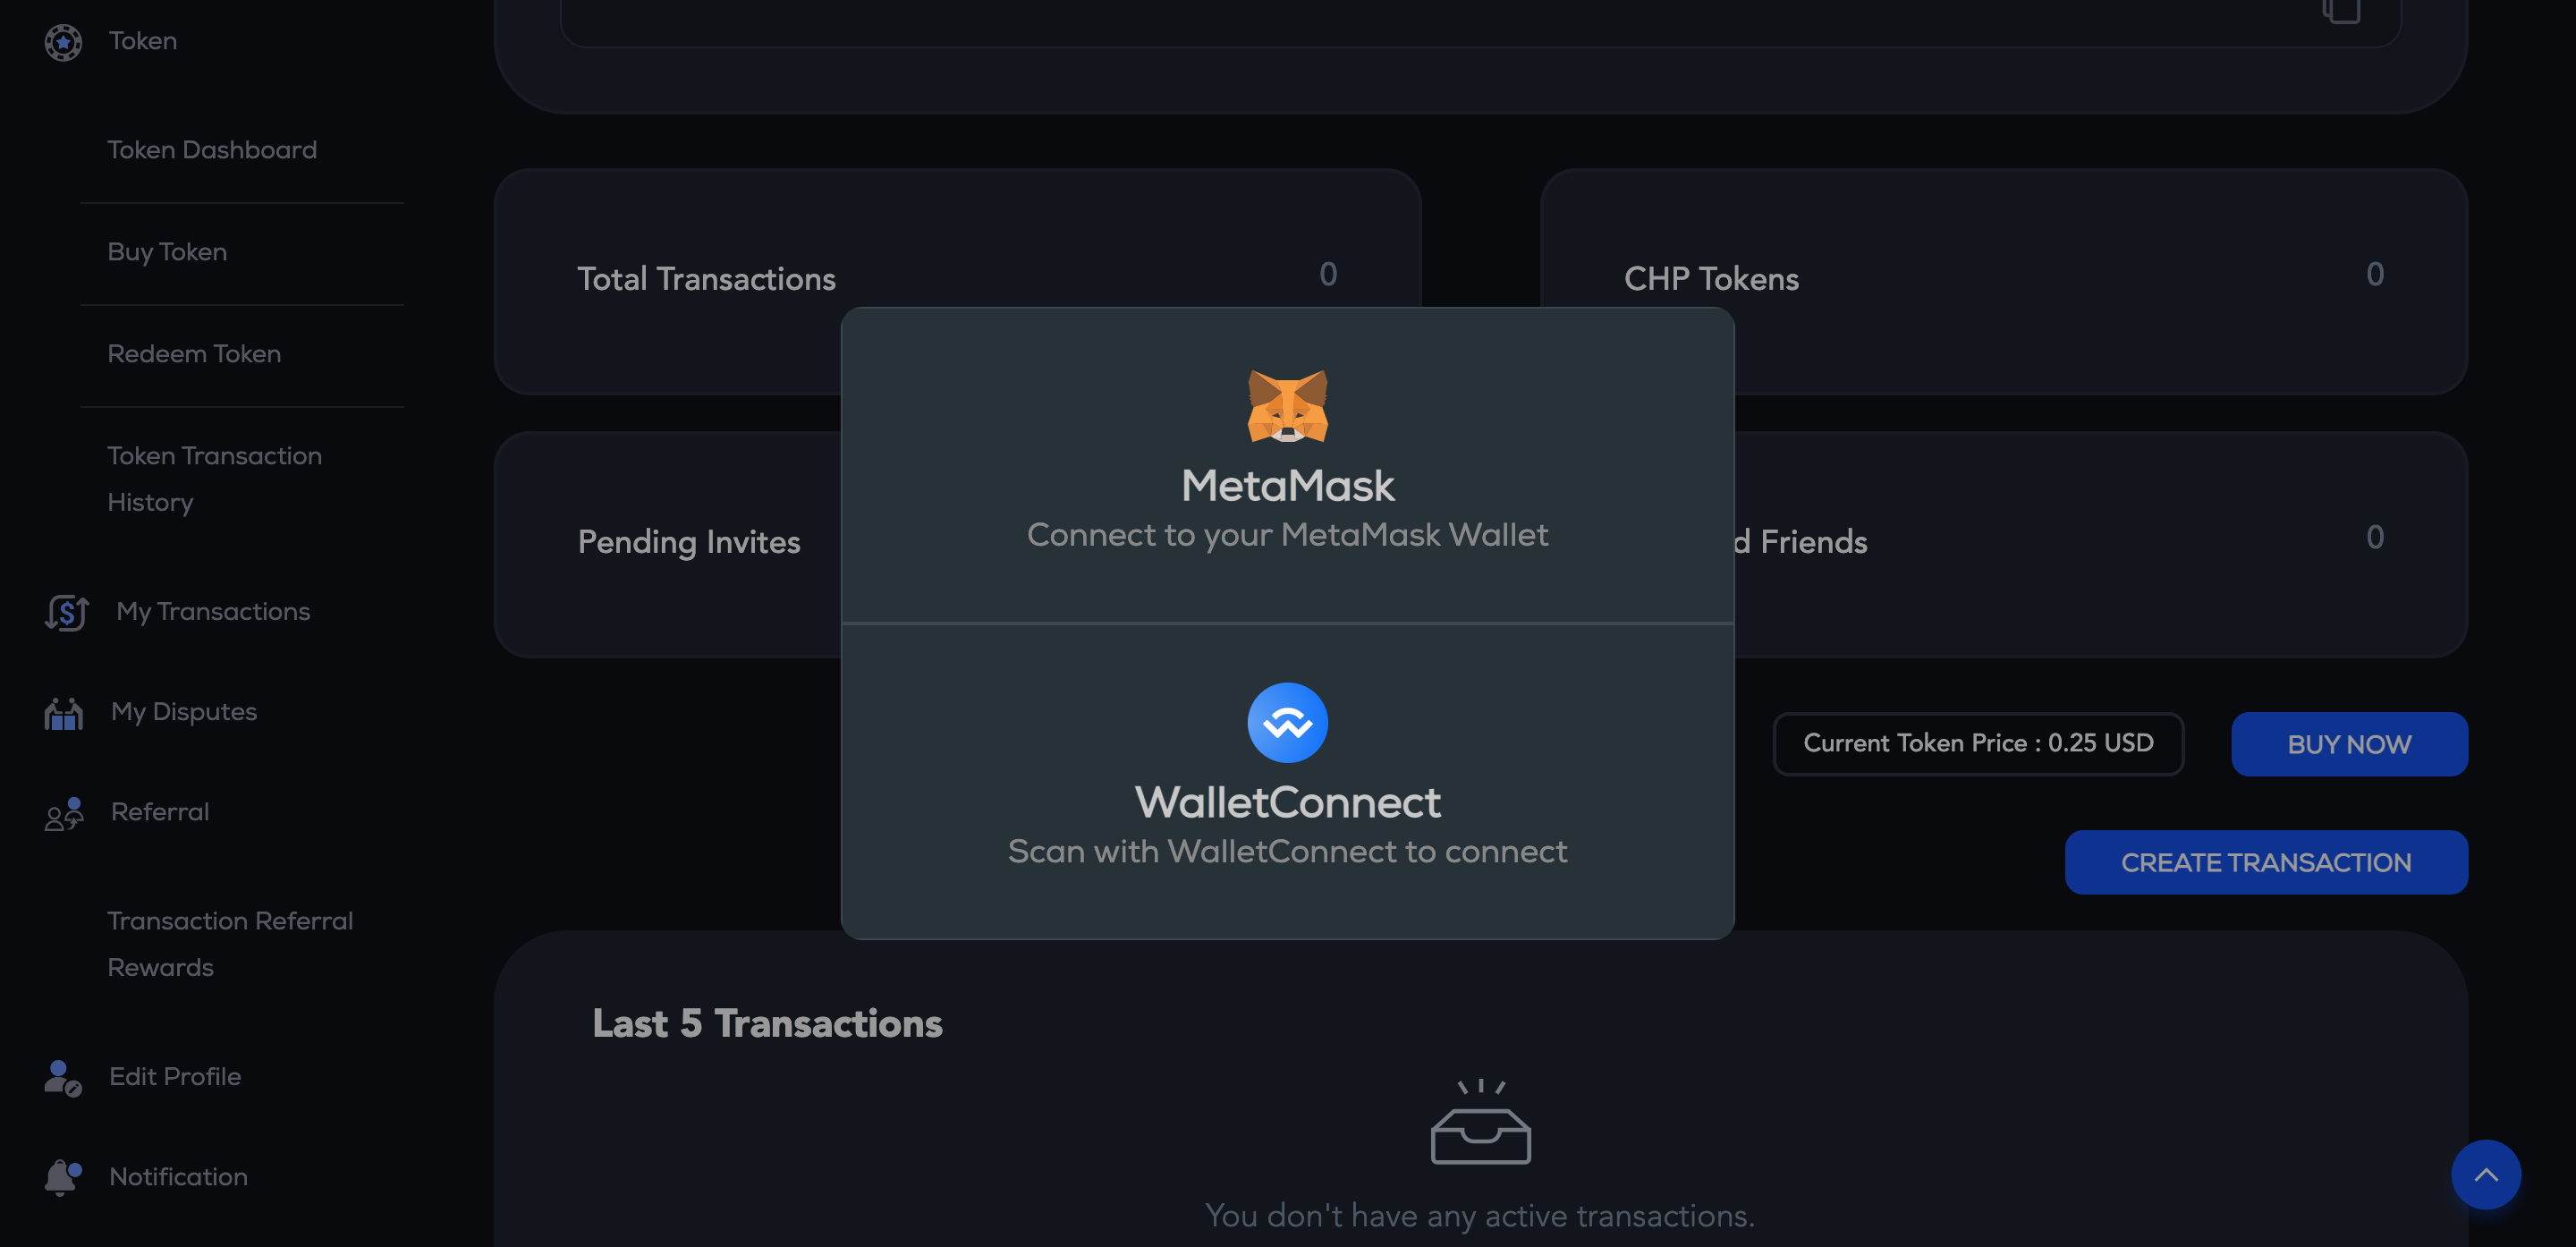 Token
Token Dashboard
Buy Token
Redeem Token
Token Transaction
History
My Transactions
My Disputes
Referral
Transaction Referral
Rewards
Edit Profile
Notification
Total Transactions 0
CHP Tokens 0
Pending Invites
d Friends 0
MetaMask
Connect to your MetaMask Wallet
WalletConnect
Scan with WalletConnect to connect
Current Token Price : 0.25 USD
BUY NOW
CREATE TRANSACTION
Last 5 Transactions
You don't have any active transactions.